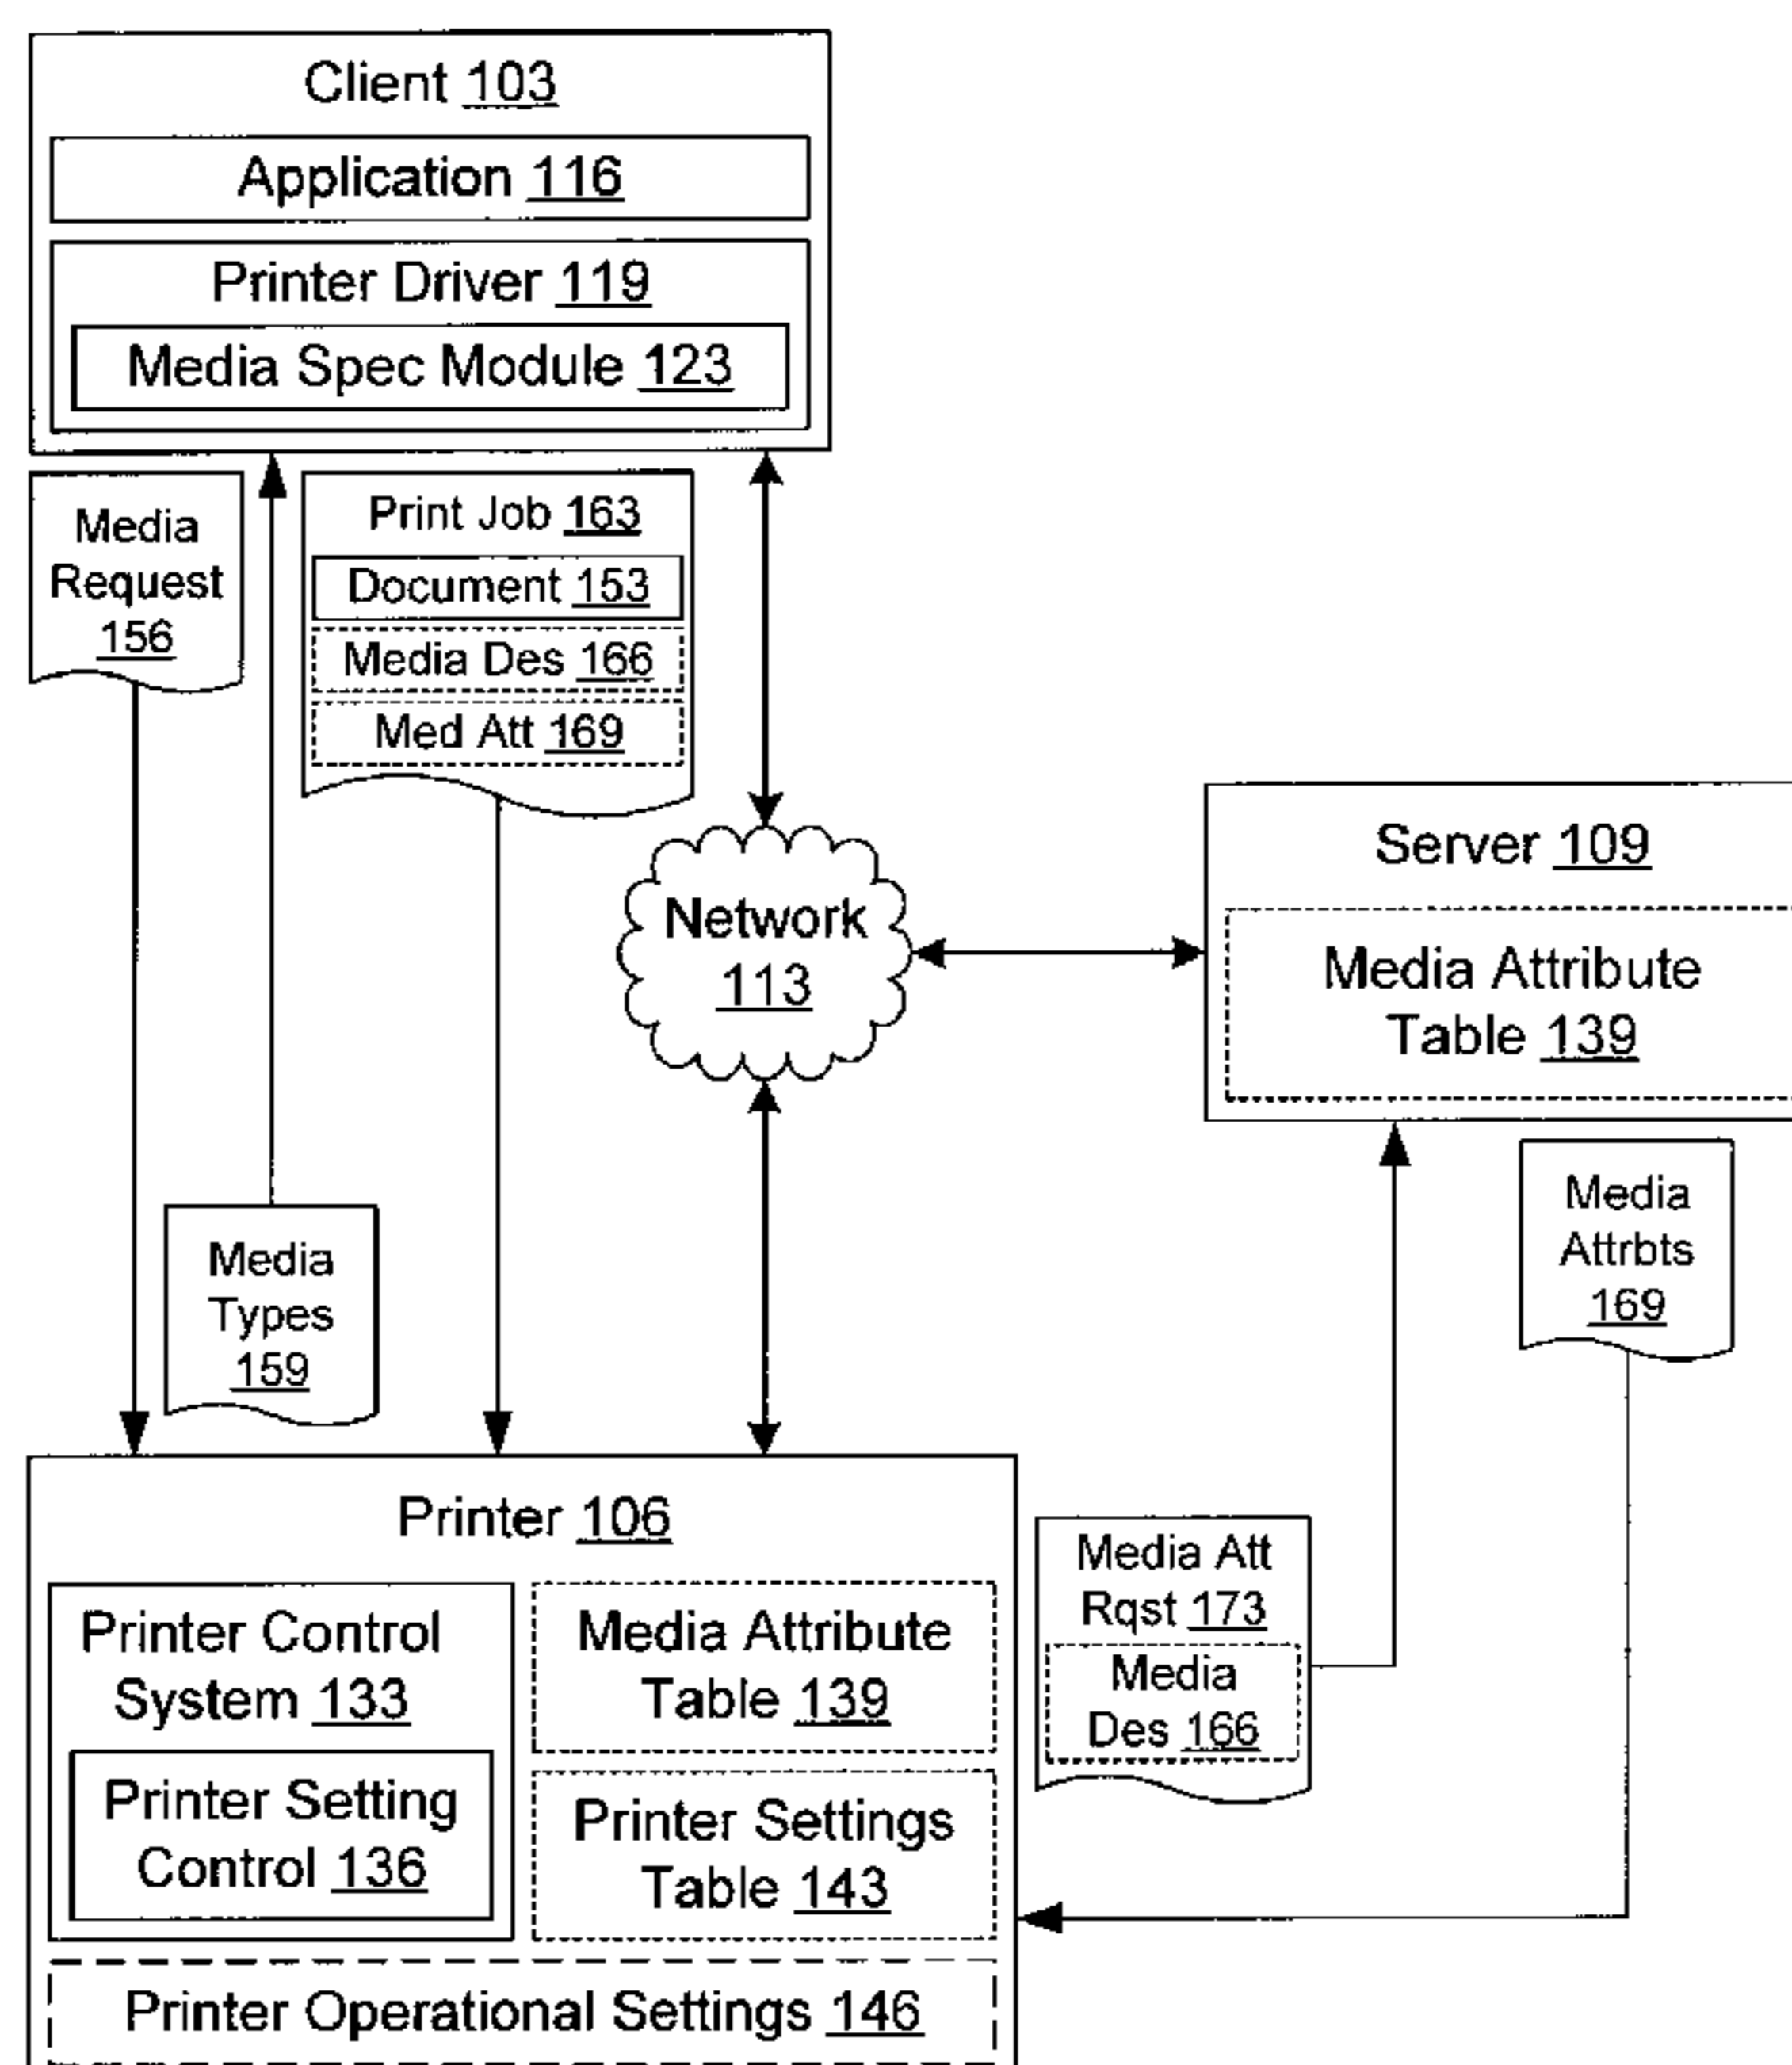 Client 103
Application 116
Printer Driver 119
Media Spec Module 123
Media
Request
156
Print Job 163
Document 153
Media Des 166
Med Att 169
Network
113
Server 109
Media Attribute
Table 139
Media
Types
159
Media
Attrbts
169
Printer 106
Printer Control
System 133
Printer Setting
Control 136
Media Attribute
Table 139
Printer Settings
Table 143
Printer Operational Settings 146
Media Att
Rqst 173
Media
Des 166